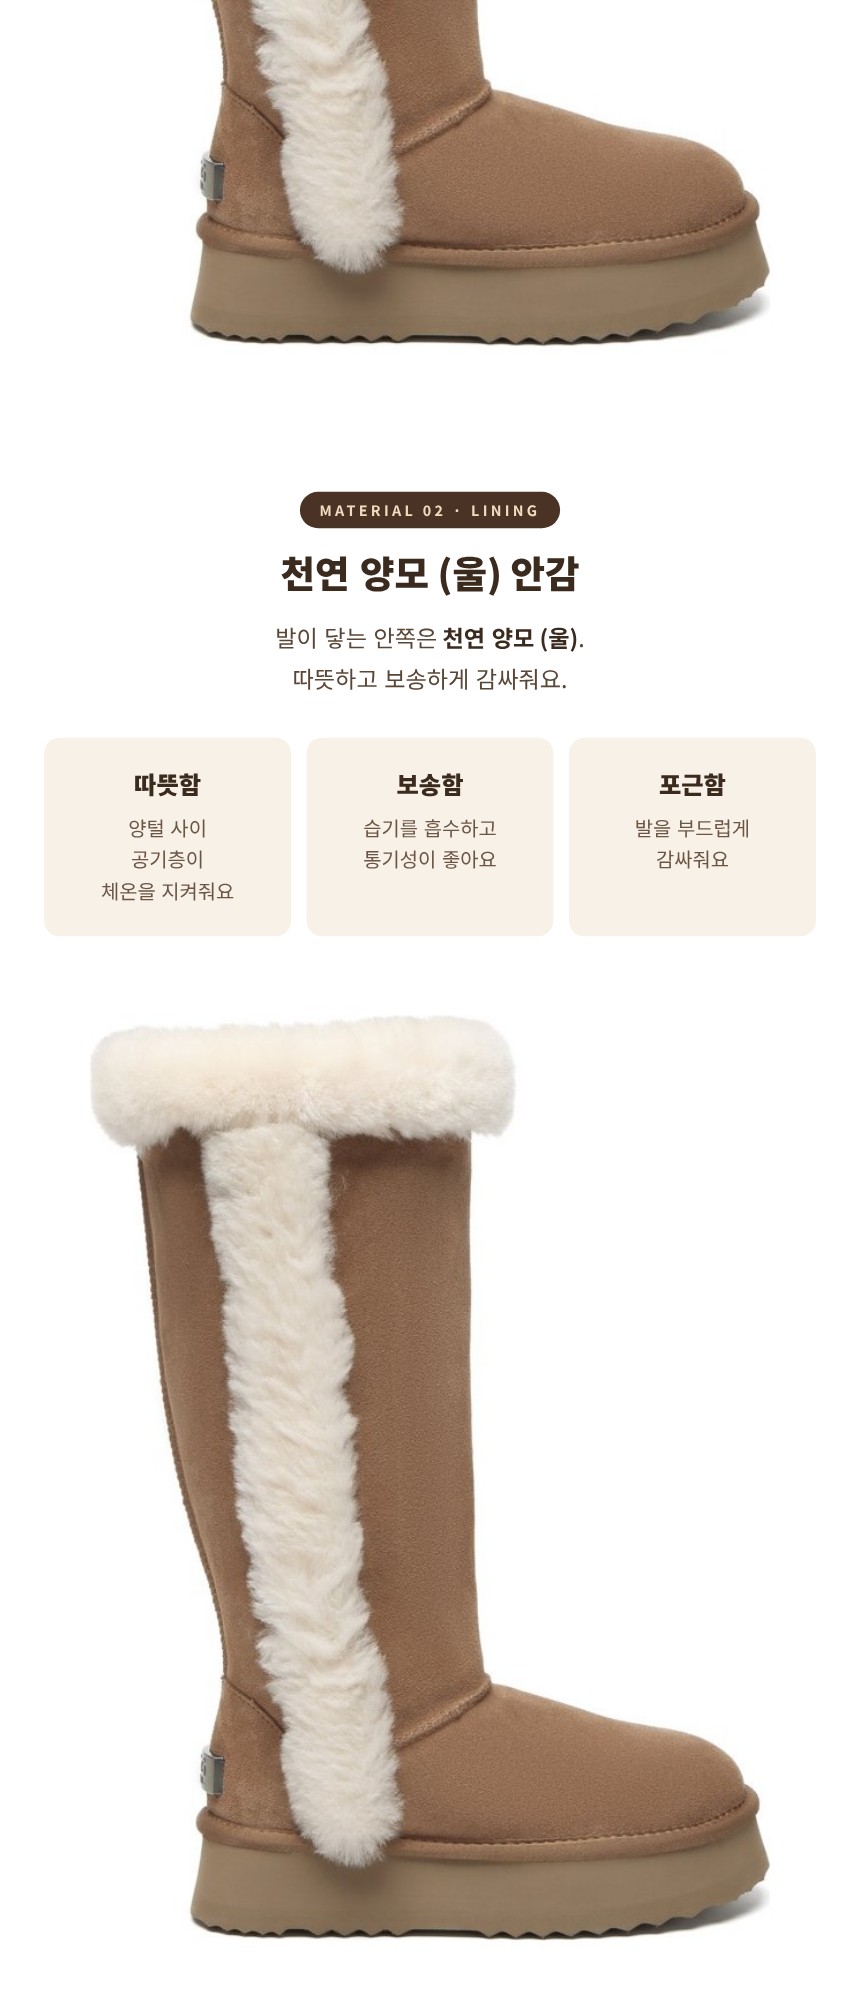 MATERIAL 02 · LINING
천연 양모 (울) 안감
발이 닿는 안쪽은 천연 양모 (울).
따뜻하고 보송하게 감싸줘요.
따뜻함
양털 사이
공기층이
체온을 지켜줘요
보송함
습기를 흡수하고
통기성이 좋아요
포근함
발을 부드럽게
감싸줘요